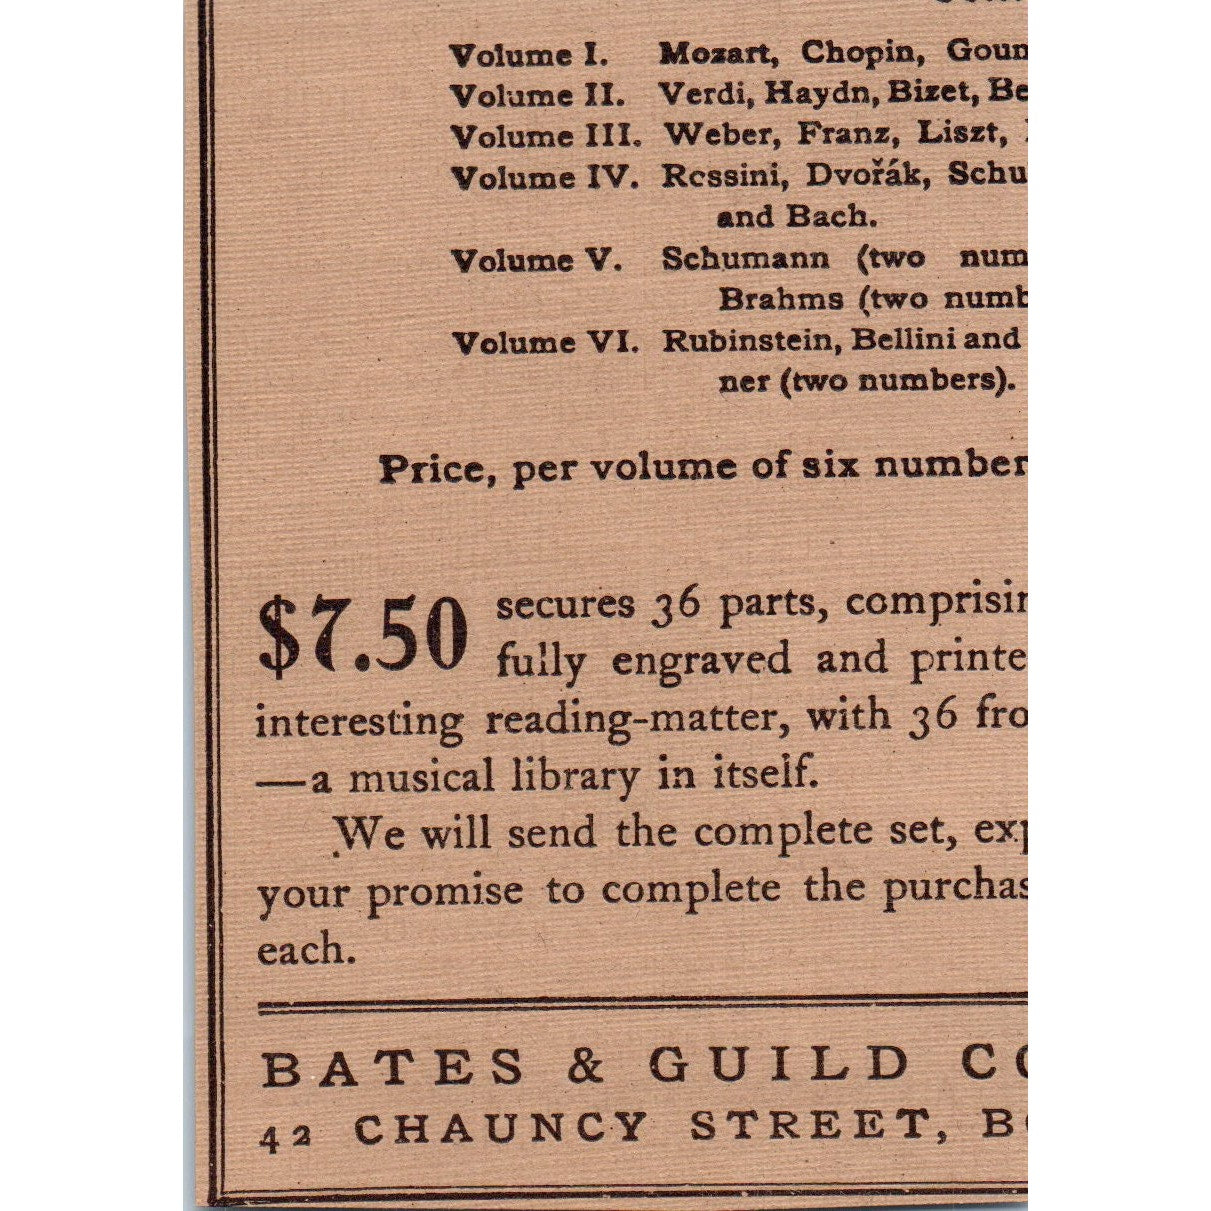 Volume I. Mozart, Chopin, Goun
Volume II. Verdi, Haydn, Bizet, Be
Volume III. Weber, Franz, Liszt,
Volume IV. Rossini, Dvořák, Schu
and Bach.
Volume V. Schumann (two num
Brahms (two numb
Volume VI. Rubinstein, Bellini and
ner (two numbers).
Price, per volume of six number
$7.50 secures 36 parts, comprisin
fully engraved and printe
interesting reading-matter, with 36 fro
—a musical library in itself.
We will send the complete set, exp
your promise to complete the purchas
each.
BATES & GUILD CO
42 CHAUNCY STREET, BO